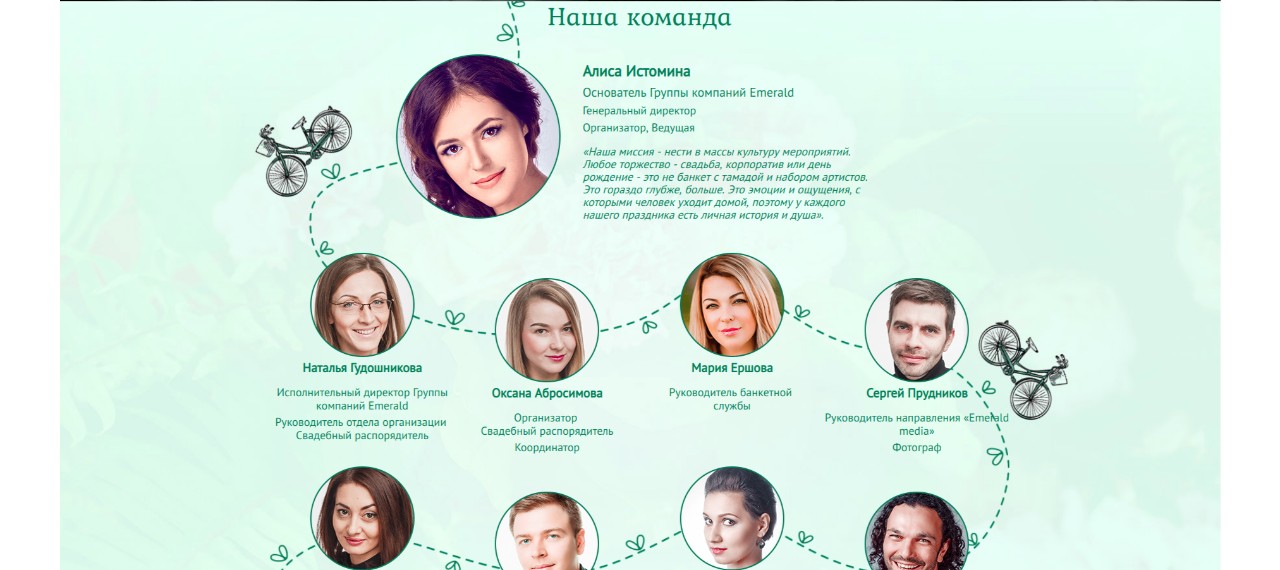 Наша команда
Алиса Истомина
Основатель Группы компаний Emerald
Генеральный директор
Организатор, Ведущая
«Наша миссия - нести в массы культуру мероприятий.
Любое торжество - свадьба, корпоратив или день
рождение - это не банкет с тамадой и набором артистов.
Это гораздо глубже, больше. Это эмоции и ощущения, с
которыми человек уходит домой, поэтому у каждого
нашего праздника есть личная история и душа».
Наталья Гудошникова
Исполнительный директор Группы
компаний Emerald
Руководитель отдела организации
Свадебный распорядитель
Оксана Абросимова
Организатор
Свадебный распорядитель
Координатор
Мария Ершова
Руководитель банкетной
службы
Сергей Прудников
Руководитель направления «Emerald
media»
Фотограф